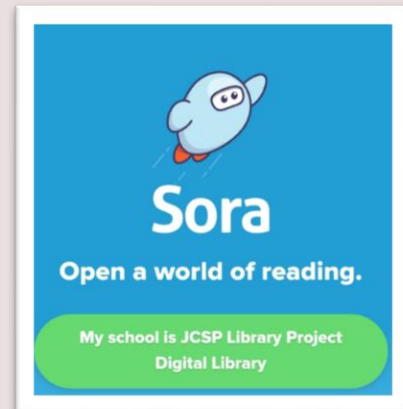 Sora
Open a world of reading.
My school is JCSP Library Project
Digital Library